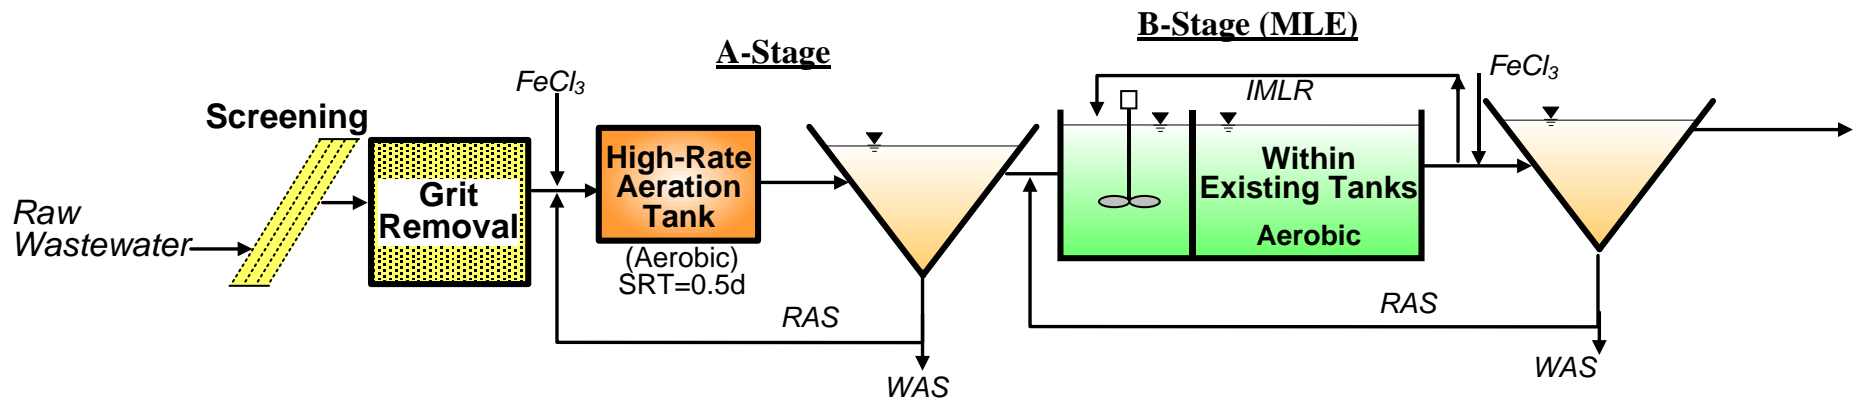 B-Stage (MLE)
A-Stage
FeCl3
FeCl3
IMLR
Screening
High-Rate
Aeration
Tank
Within
Existing Tanks
Grit
Removal
Raw
Wastewater
Aerobic
(Aerobic)
SRT=0.5d
RAS
RAS
WAS
WAS